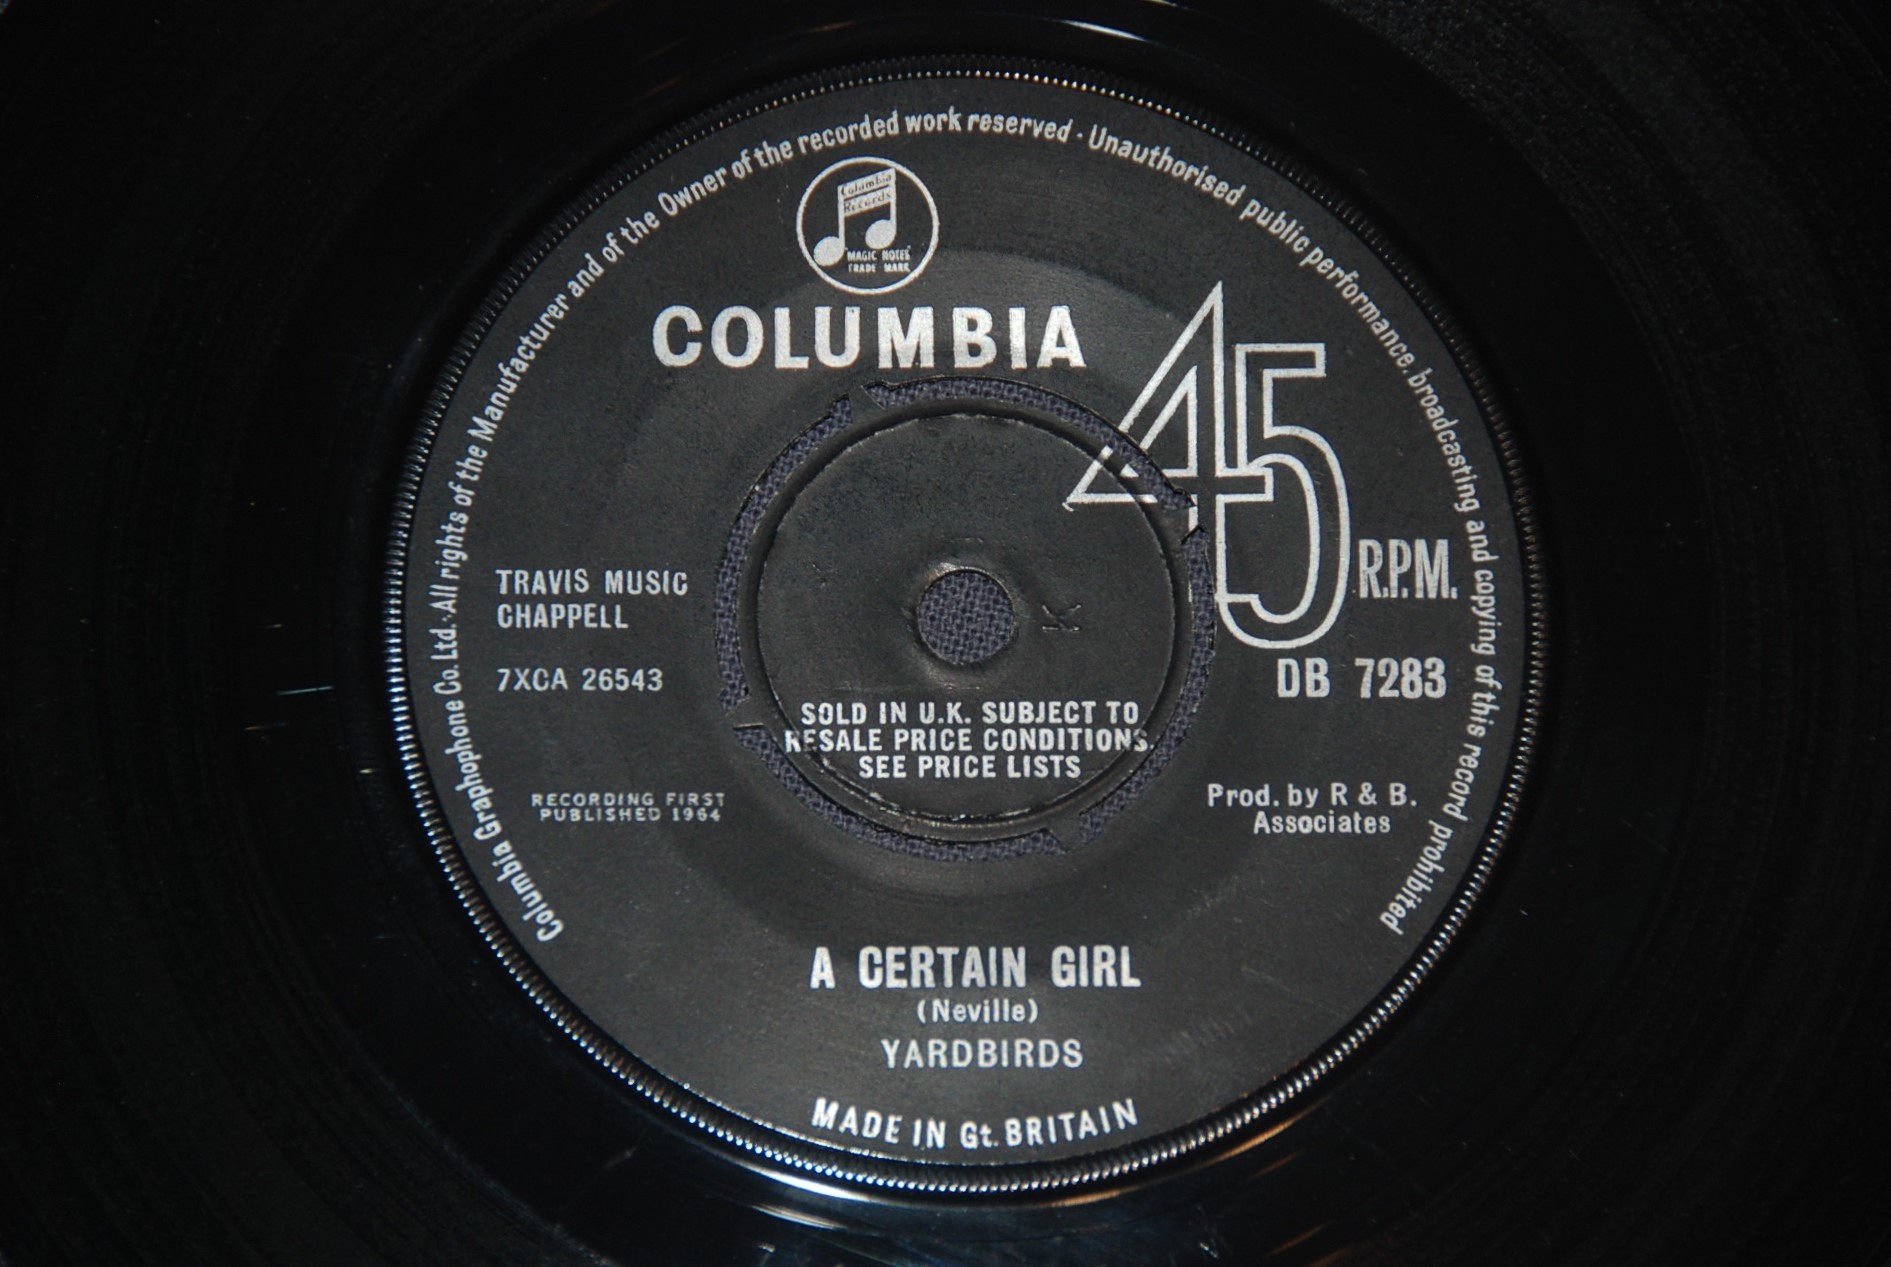 Columbia Graphophone Co. Ltd. · All rights of the Manufacturer and of the Owner of the recorded work reserved · Unauthorised public performance, broadcasting and copying of this record prohibited
Columbia
Records
"MAGIC NOTES"
TRADE MARK
COLUMBIA
45
R.P.M.
TRAVIS MUSIC
CHAPPELL
K
7XCA 26543
DB 7283
SOLD IN U.K. SUBJECT TO
RESALE PRICE CONDITIONS.
SEE PRICE LISTS
RECORDING FIRST
PUBLISHED 1964
Prod. by R & B.
Associates
A CERTAIN GIRL
(Neville)
YARDBIRDS
MADE IN Gt. BRITAIN